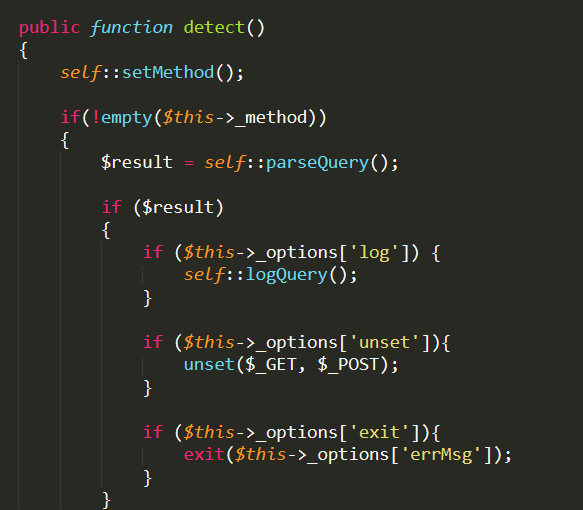 public function detect()
{
    self::setMethod();

    if(!empty($this->_method))
    {
        $result = self::parseQuery();

        if ($result)
        {
            if ($this->_options['log']) {
                self::logQuery();
            }

            if ($this->_options['unset']){
                unset($_GET, $_POST);
            }

            if ($this->_options['exit']){
                exit($this->_options['errMsg']);
            }
        }